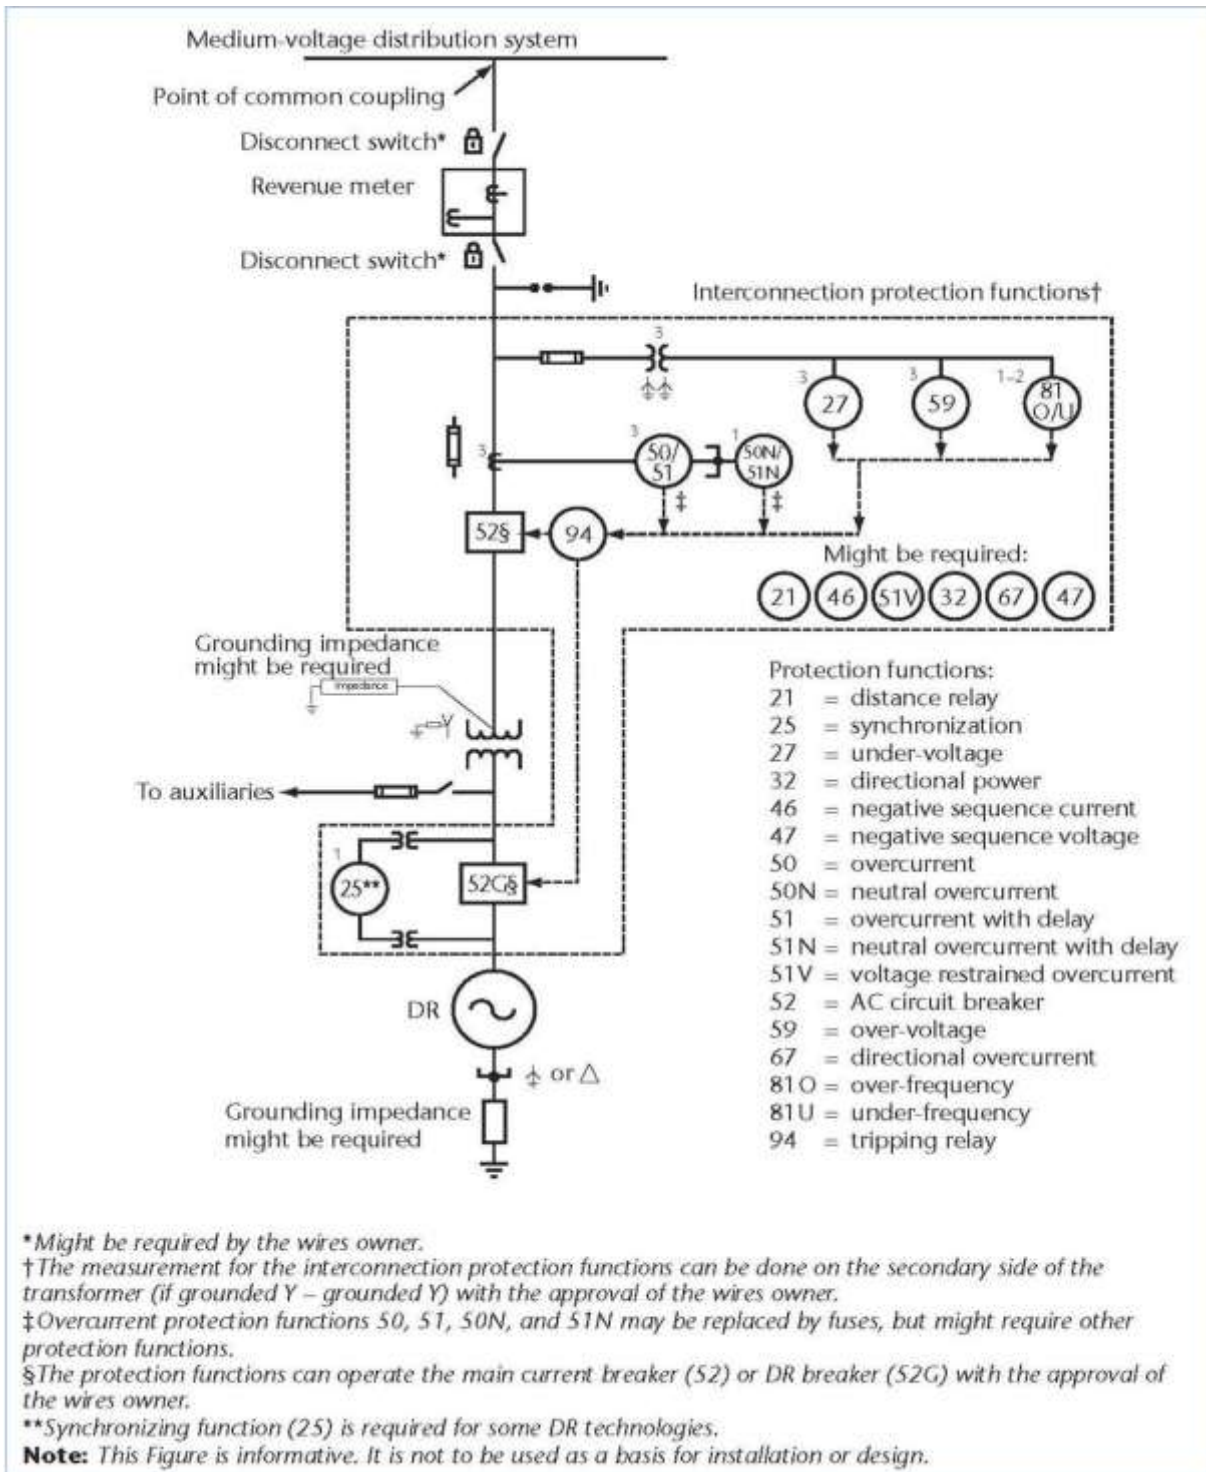 Medium-voltage distribution system
Point of common coupling
Disconnect switch*
Revenue meter
Disconnect switch*
Interconnection protection functions†
3
3
27
3
59
1–2
81
O/U
3
3
50/
51
‡
1
50N/
51N
‡
52§
94
Might be required:
21
46
51V
32
67
47
Grounding impedance
might be required
Impedance
To auxiliaries
1
25**
52G§
DR
or △
Grounding impedance
might be required
Protection functions:
21 = distance relay
25 = synchronization
27 = under-voltage
32 = directional power
46 = negative sequence current
47 = negative sequence voltage
50 = overcurrent
50N = neutral overcurrent
51 = overcurrent with delay
51N = neutral overcurrent with delay
51V = voltage restrained overcurrent
52 = AC circuit breaker
59 = over-voltage
67 = directional overcurrent
81O = over-frequency
81U = under-frequency
94 = tripping relay
*Might be required by the wires owner.
†The measurement for the interconnection protection functions can be done on the secondary side of the
transformer (if grounded Y – grounded Y) with the approval of the wires owner.
‡Overcurrent protection functions 50, 51, 50N, and 51N may be replaced by fuses, but might require other
protection functions.
§The protection functions can operate the main current breaker (52) or DR breaker (52G) with the approval of
the wires owner.
**Synchronizing function (25) is required for some DR technologies.
Note: This Figure is informative. It is not to be used as a basis for installation or design.